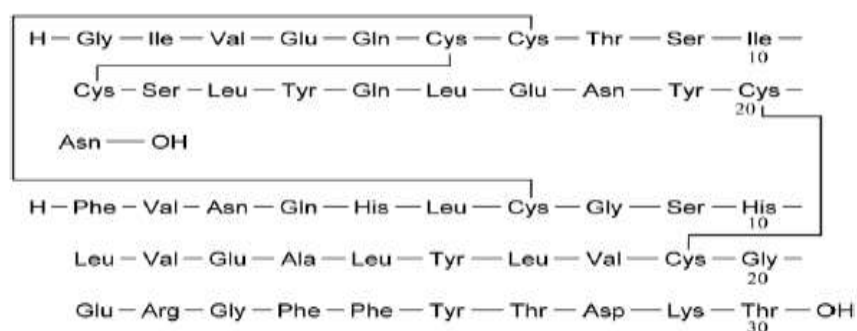 H — Gly — Ile — Val — Glu — Gln — Cys — Cys — Thr — Ser — Ile —
10
Cys — Ser — Leu — Tyr — Gln — Leu — Glu — Asn — Tyr — Cys —
20
Asn — OH
H — Phe — Val — Asn — Gln — His — Leu — Cys — Gly — Ser — His —
10
Leu — Val — Glu — Ala — Leu — Tyr — Leu — Val — Cys — Gly —
20
Glu — Arg — Gly — Phe — Phe — Tyr — Thr — Asp — Lys — Thr — OH
30